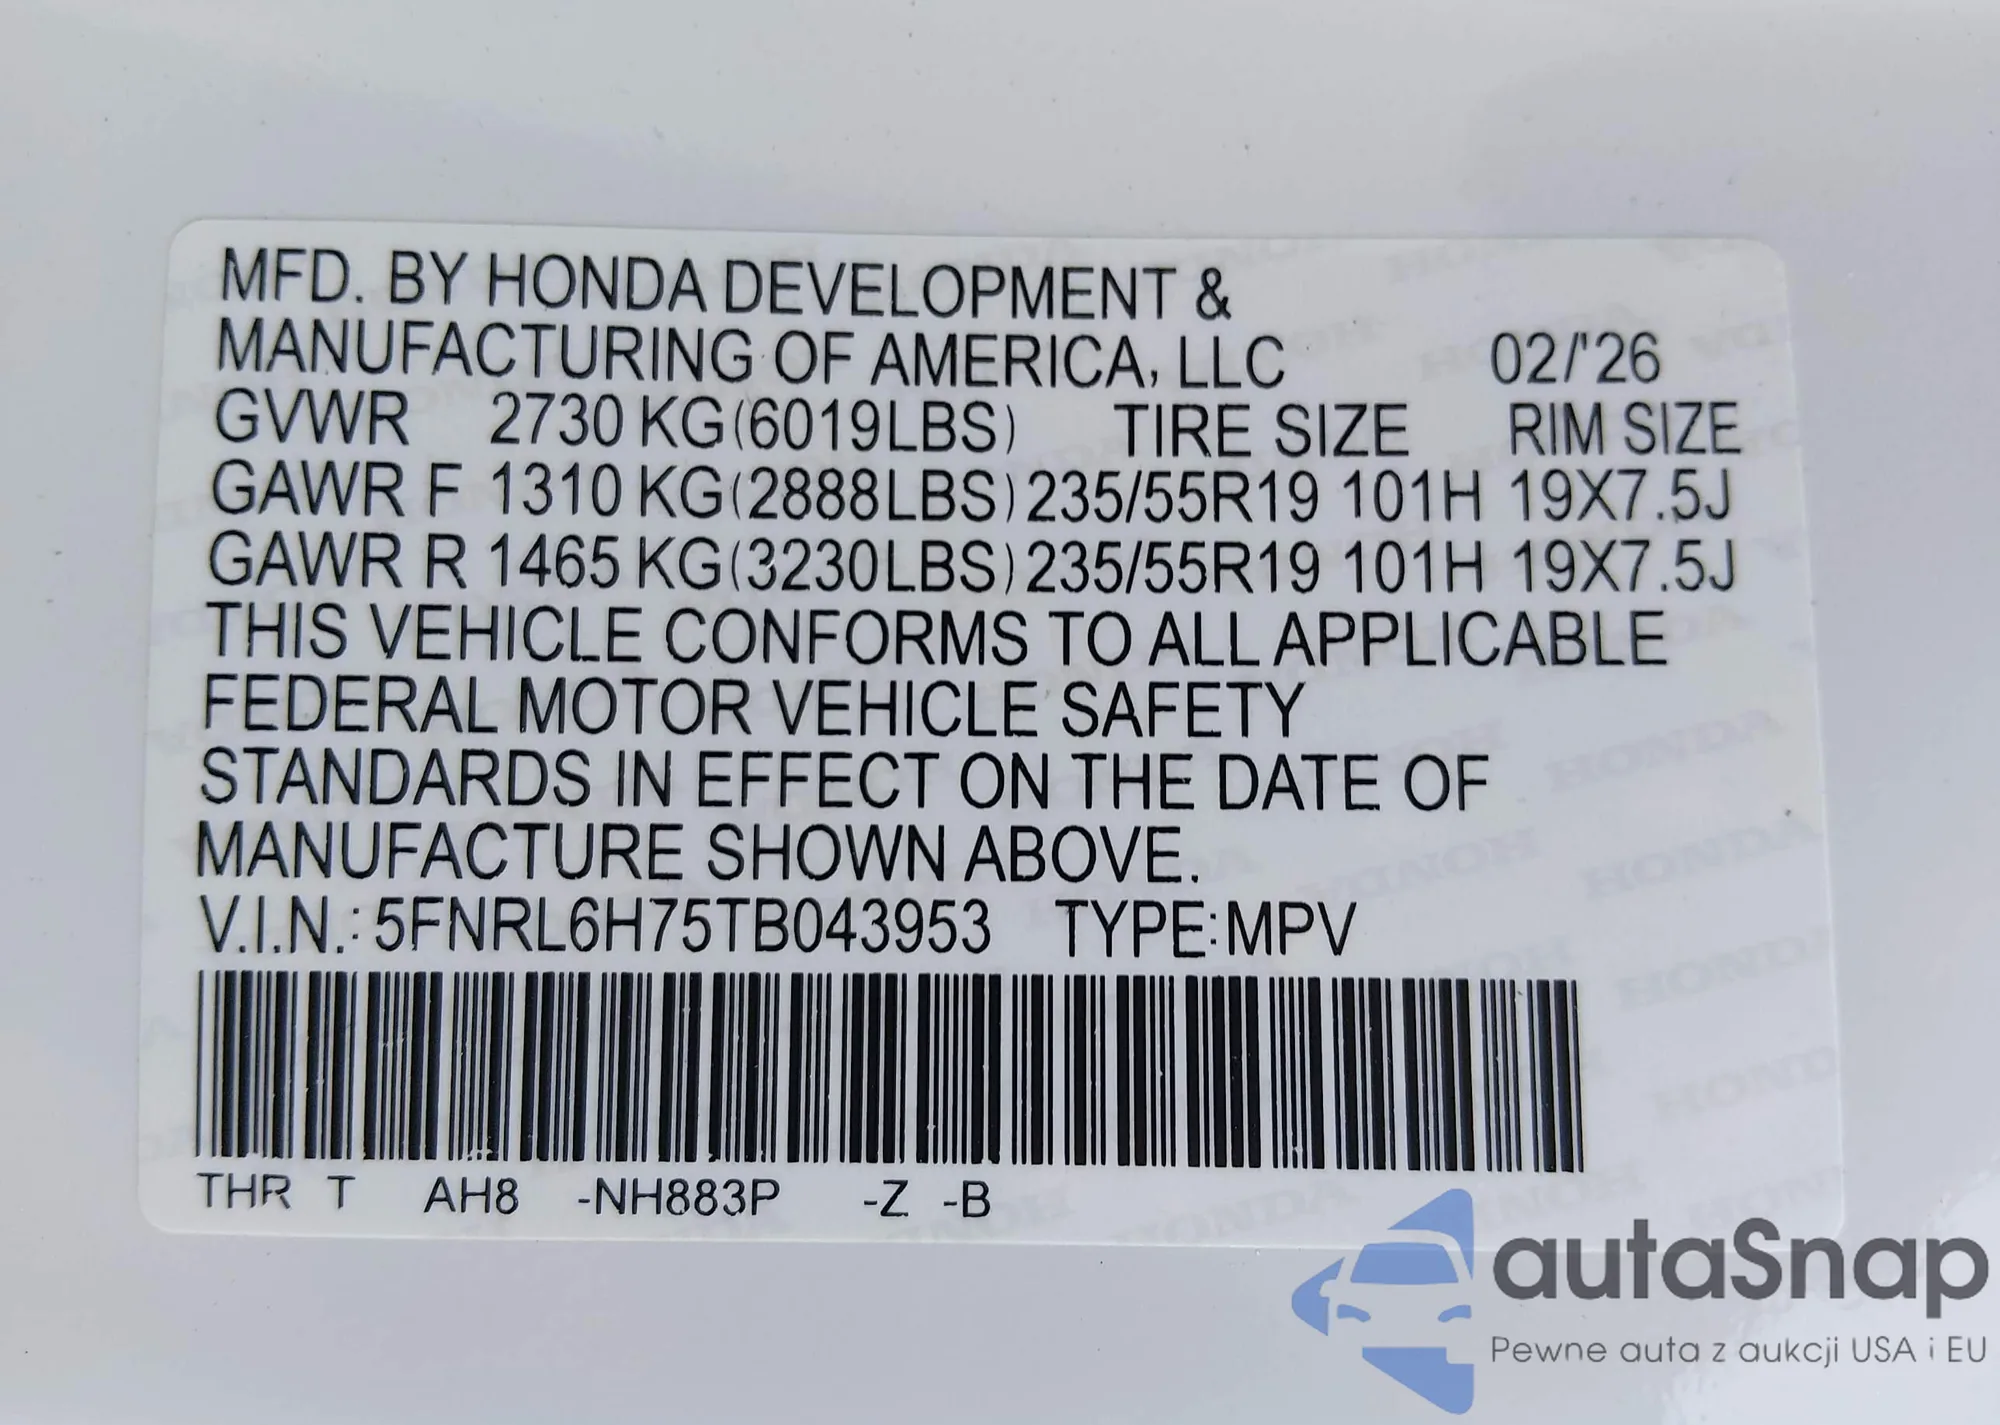 MFD. BY HONDA DEVELOPMENT &
MANUFACTURING OF AMERICA, LLC 02/'26
GVWR 2730 KG(6019LBS) TIRE SIZE RIM SIZE
GAWR F 1310 KG(2888LBS) 235/55R19 101H 19X7.5J
GAWR R 1465 KG(3230LBS) 235/55R19 101H 19X7.5J
THIS VEHICLE CONFORMS TO ALL APPLICABLE
FEDERAL MOTOR VEHICLE SAFETY
STANDARDS IN EFFECT ON THE DATE OF
MANUFACTURE SHOWN ABOVE.
V.I.N.: 5FNRL6H75TB043953 TYPE:MPV
THR T AH8 -NH883P -Z -B
autaSnap
Pewne auta z aukcji USA i EU